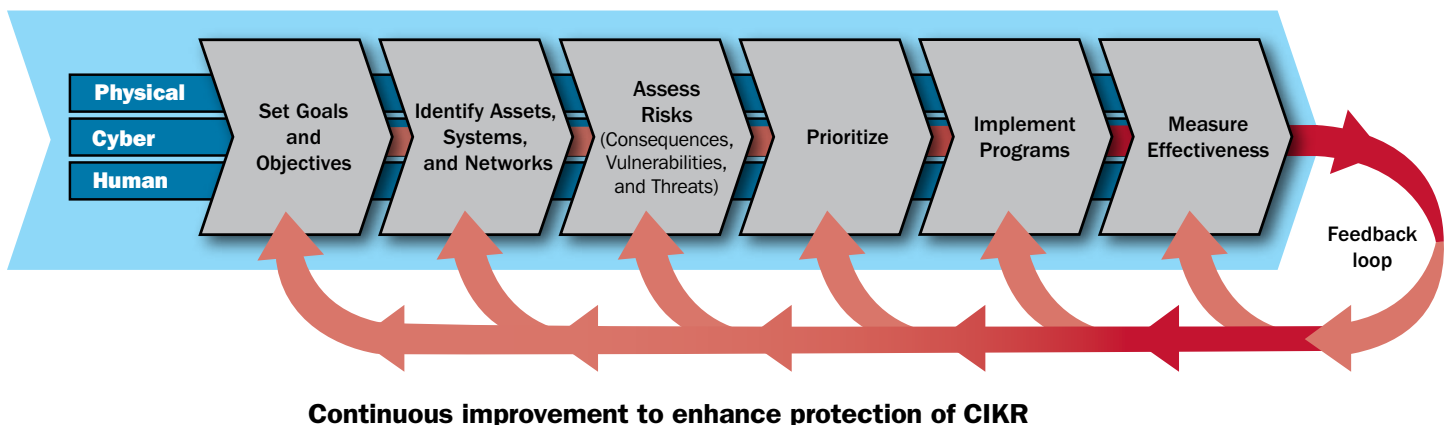 Physical
Cyber
Human
Set Goals
and
Objectives
Identify Assets,
Systems,
and Networks
Assess
Risks
(Consequences,
Vulnerabilities,
and Threats)
Prioritize
Implement
Programs
Measure
Effectiveness
Feedback
loop
Continuous improvement to enhance protection of CIKR